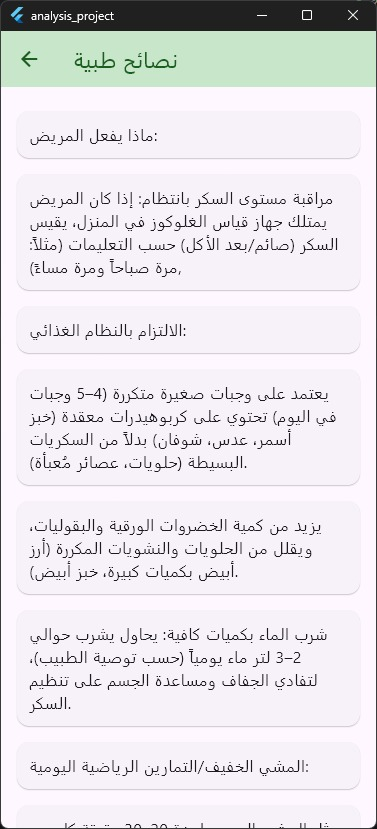 analysis_project
نصائح طبية
ماذا يفعل المريض:
مراقبة مستوى السكر بانتظام: إذا كان المريض
يمتلك جهاز قياس الغلوكوز في المنزل، يقيس
السكر (صائم/بعد الأكل) حسب التعليمات (مثلاً:
مرة صباحاً ومرة مساءً),
الالتزام بالنظام الغذائي:
يعتمد على وجبات صغيرة متكررة (4–5 وجبات
في اليوم) تحتوي على كربوهيدرات معقدة (خبز
أسمر، عدس، شوفان) بدلاً من السكريات
البسيطة (حلويات، عصائر مُعبأة).
يزيد من كمية الخضروات الورقية والبقوليات،
ويقلل من الحلويات والنشويات المكررة (أرز
أبيض بكميات كبيرة، خبز أبيض).
شرب الماء بكميات كافية: يحاول يشرب حوالي
2–3 لتر ماء يومياً (حسب توصية الطبيب)،
لتفادي الجفاف ومساعدة الجسم على تنظيم
السكر.
المشي الخفيف/التمارين الرياضية اليومية: